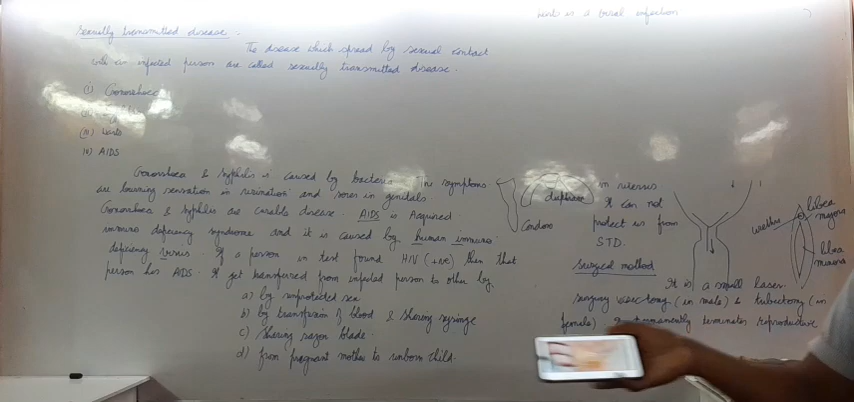 Wart is a viral infection
Sexually transmitted disease :-
The disease which spread by sexual contact
with an infected person are called sexually transmitted disease.
i) Gonorrhoea
iii) Warts
iv) AIDS
Gonorrhoea & Syphilis is caused by bacteria. The symptoms
are burning sensation in urination and sores in genitals
Gonorrhoea & Syphilis are curable disease. AIDS is Acquired
immuno deficiency syndrome and it is caused by human immuno
deficiency virus. If a person in test found HIV (+ve) then that
person has AIDS. It get transferred from infected person to other by
a) by unprotected sex
b) by transfusion of blood & sharing syringe
c) Sharing razor blade.
d) from pregnant mother to unborn child.
Condom
in uterus.
It can not
protect us from
STD.
Surgical method
It is a small laser
surgery vasectomy (in male) & tubectomy (in
female). permanently terminates reproductive
urethra
libea
majora
libea
minora